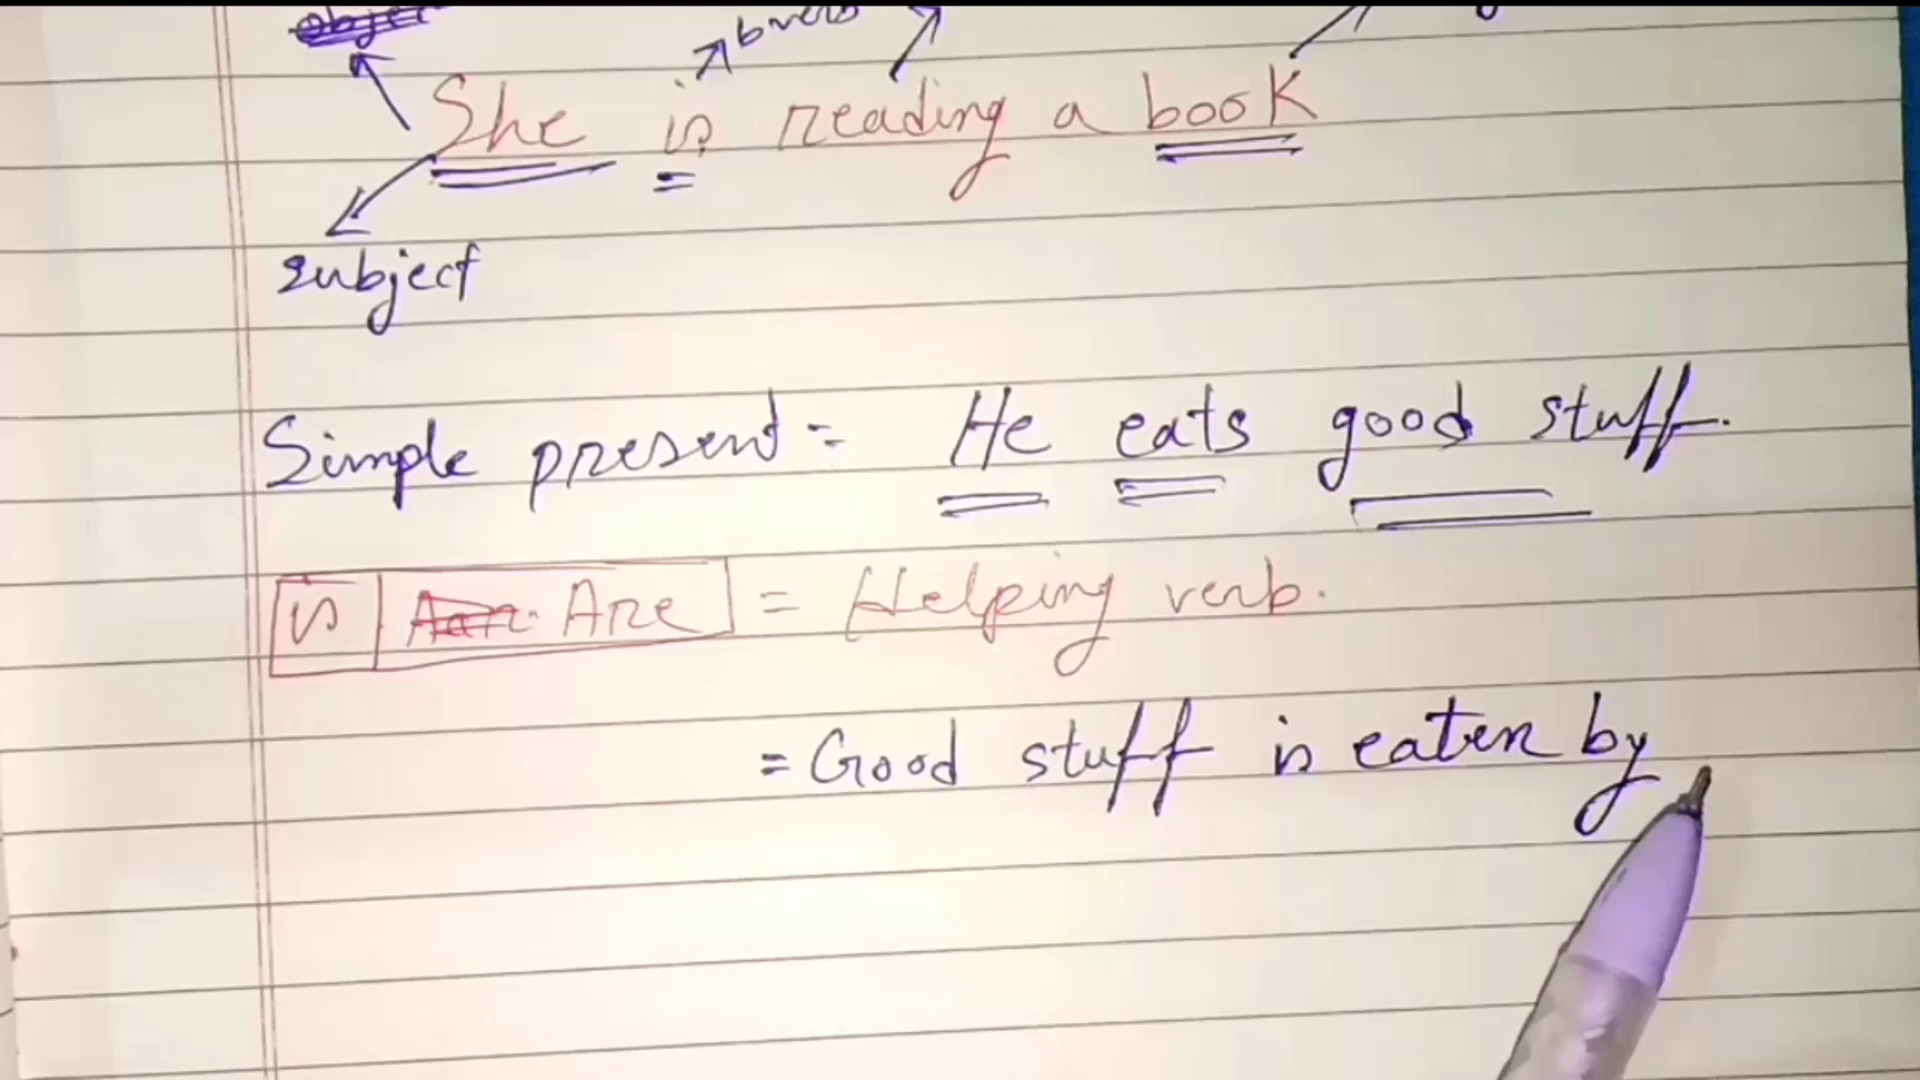 She is reading a book
subject
Simple present = He eats good stuff.
is Are = Helping verb.
= Good stuff is eaten by